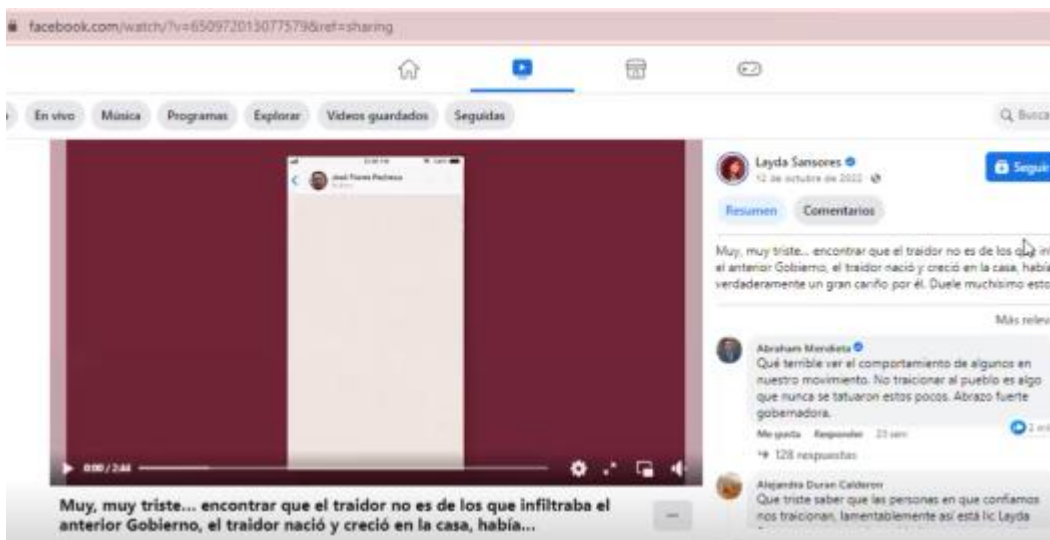 facebook.com/watch/?v=650972013077579&ref=sharing
En vivo Música Programas Explorar Videos guardados Seguidas
Busca
José Flores Pacheco
Layda Sansores
12 de octubre de 2022
Seguir
Resumen Comentarios
Muy, muy triste... encontrar que el traidor no es de los que in
el anterior Gobierno, el traidor nació y creció en la casa, había
verdaderamente un gran cariño por él. Duele muchísimo esto
Más relev
Abraham Mendieta
Qué terrible ver el comportamiento de algunos en
nuestro movimiento. No traicionar al pueblo es algo
que nunca se tatuaron estos pocos. Abrazo fuerte
gobernadora.
Me gusta Responder 23 sem
128 respuestas
Alejandra Duran Calderon
Que triste saber que las personas en que confiamos
nos traicionan, lamentablemente así está lic Layda
0:00 / 2:44
Muy, muy triste... encontrar que el traidor no es de los que infiltraba el
anterior Gobierno, el traidor nació y creció en la casa, había...